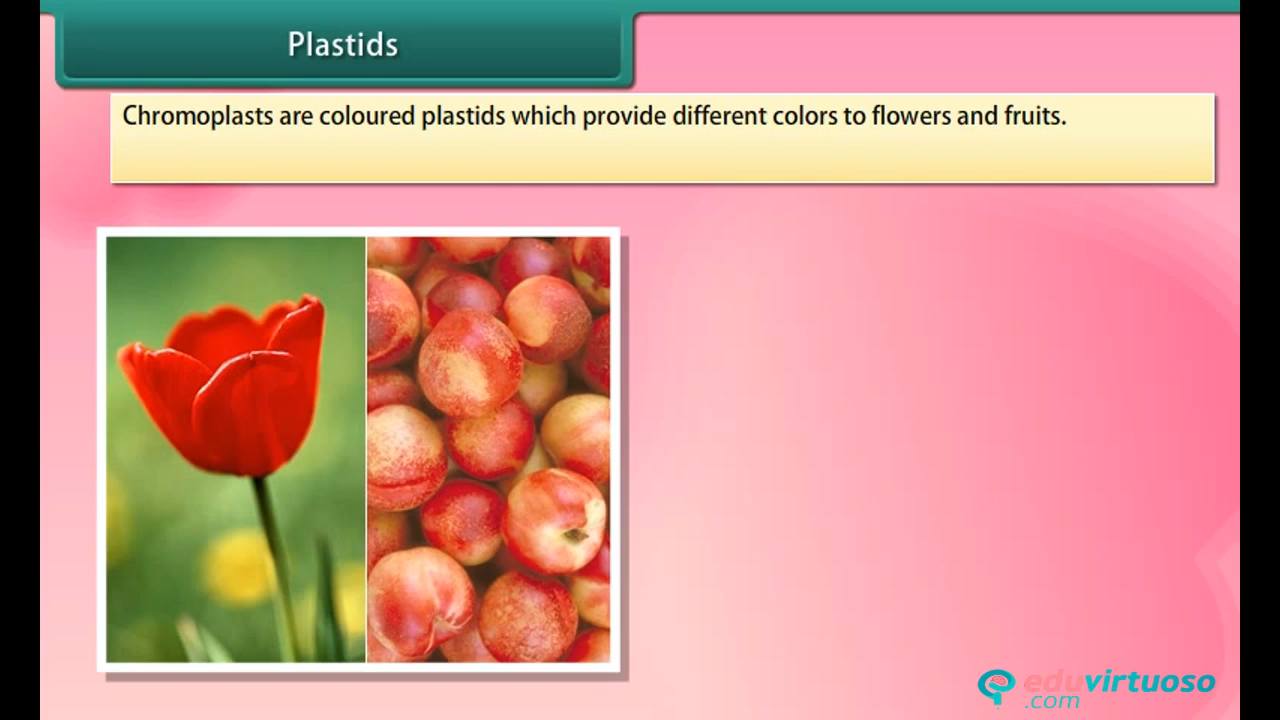 Plastids
Chromoplasts are coloured plastids which provide different colors to flowers and fruits.
eduvirtuoso
.com